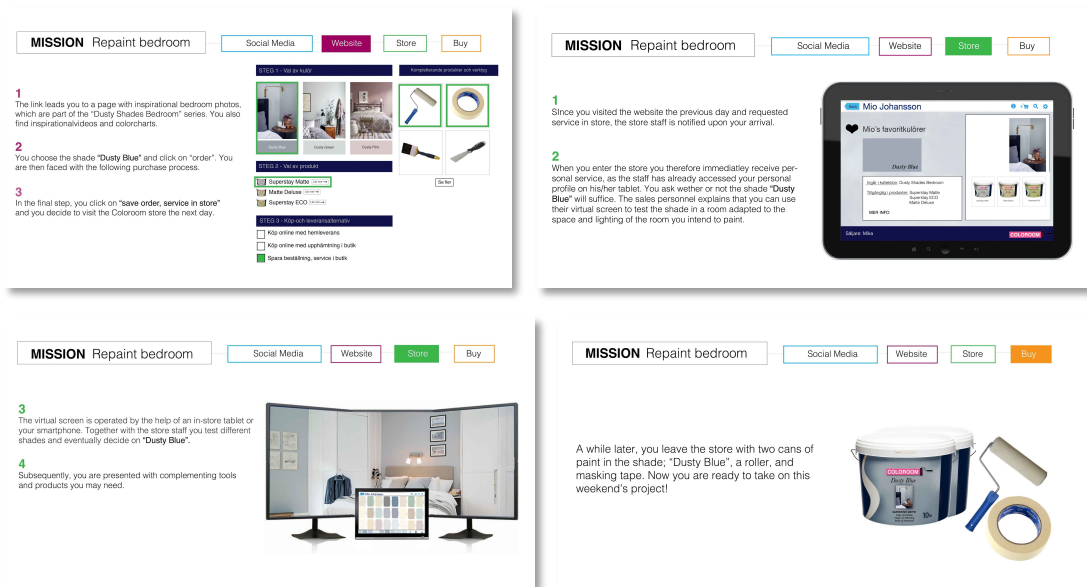 MISSION Repaint bedroom
Social Media
Website
Store
Buy
1
The link leads you to a page with inspirational bedroom photos,
which are part of the "Dusty Shades Bedroom" series. You also
find inspirationalvideos and colorcharts.
2
You choose the shade "Dusty Blue" and click on "order". You
are then faced with the following purchase process.
3
In the final step, you click on "save order, service in store"
and you decide to visit the Coloroom store the next day.
STEG 1 - Val av kulör
Dusty Blue
Dusty Green
Dusty Pink
STEG 2 - Val av produkt
Superstay Matte
Matte Deluxe
Superstay ECO
STEG 3 - Köp och leveransalternativ
Köp online med hemleverans
Köp online med upphämtning i butik
Spara beställning, service i butik
Kompletterande produkter och verktyg
Se fler
MISSION Repaint bedroom
Social Media
Website
Store
Buy
1
SInce you visited the website the previous day and requested
service in store, the store staff is notified upon your arrival.
2
When you enter the store you therefore immediatley receive per-
sonal service, as the staff has already accessed your personal
profile on his/her tablet. You ask wether or not the shade "Dusty
Blue" will suffice. The sales personel explains that you can use
their virtual screen to test the shade in a room adapted to the
space and lighting of the room you intend to paint.
Back
Mio Johansson
Mio's favoritkulörer
Dusty Blue
Ingår i kollektion: Dusty Shades Bedroom
Tillgänglig i produkter: Superstay Matte
Superstay ECO
Matte Deluxe
MER INFO
Säljare: Mika
COLOROOM
MISSION Repaint bedroom
Social Media
Website
Store
Buy
3
The virtual screen is operated by the help of an in-store tablet or
your smartphone. Together with the store staff you test different
shades and eventually decide on "Dusty Blue".
4
Subsequently, you are presented with complementing tools
and products you may need.
MISSION Repaint bedroom
Social Media
Website
Store
Buy
A while later, you leave the store with two cans of
paint in the shade; "Dusty Blue", a roller, and
masking tape. Now you are ready to take on this
weekend's project!
COLOROOM
Dusty Blue